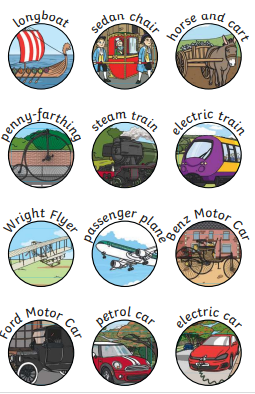 longboat
sedan chair
horse and cart
penny-farthing
steam train
electric train
Wright Flyer
passenger plane
Benz Motor Car
Ford Motor Car
petrol car
electric car